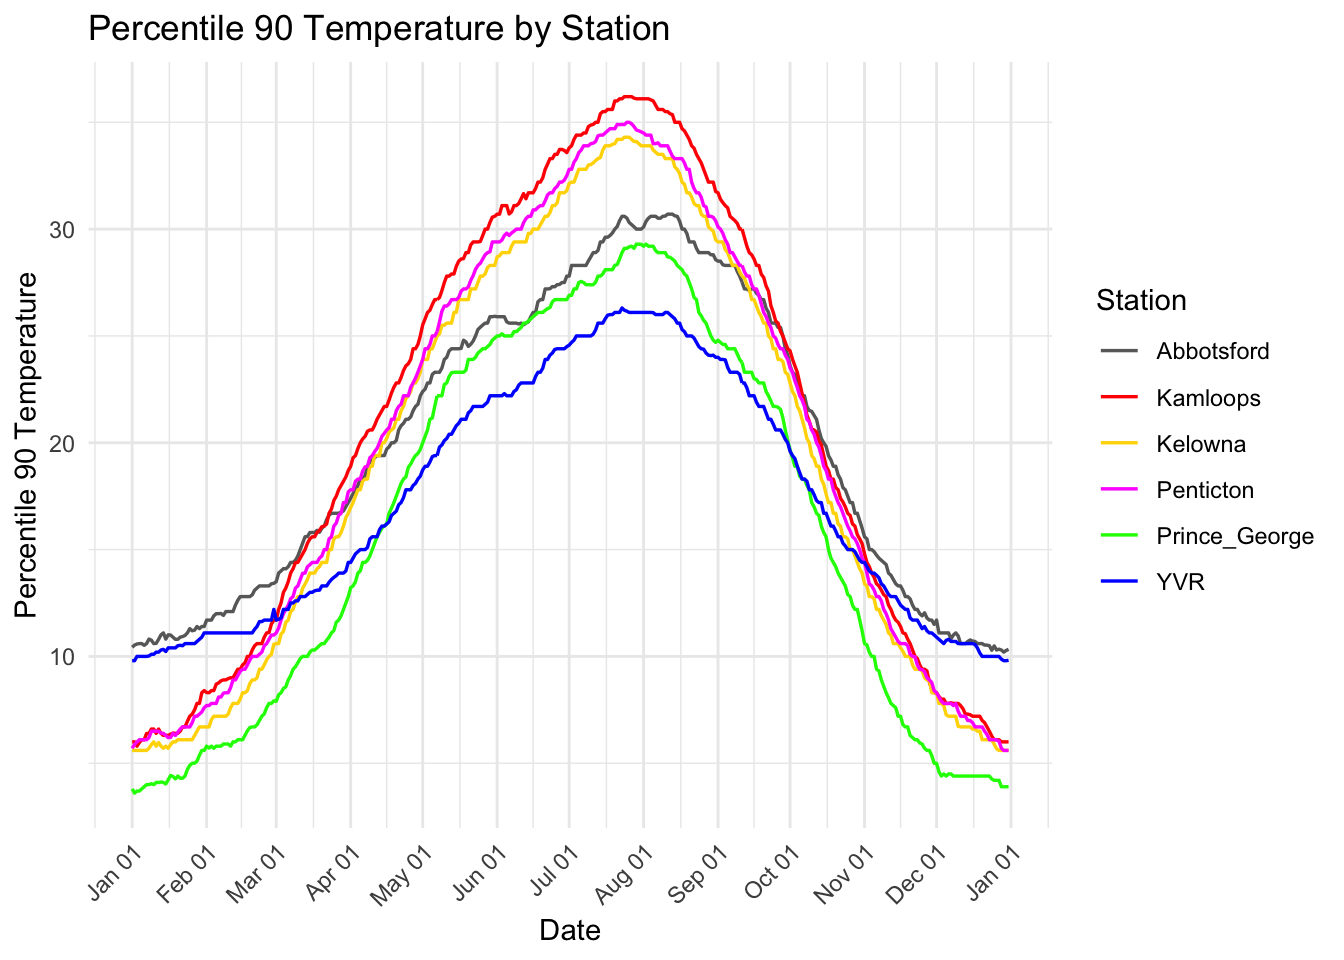 Percentile 90 Temperature by Station
Percentile 90 Temperature
30
20
10
Jan 01
Feb 01
Mar 01
Apr 01
May 01
Jun 01
Jul 01
Aug 01
Sep 01
Oct 01
Nov 01
Dec 01
Jan 01
Date
Station
Abbotsford
Kamloops
Kelowna
Penticton
Prince_George
YVR